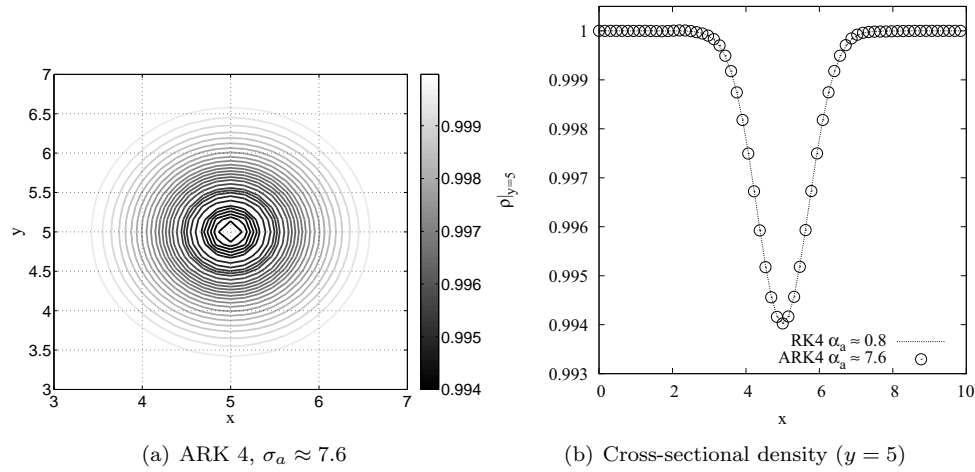 7
6.5
6
5.5
5
4.5
4
3.5
3
3 4 5 6 7
x
y
0.999
0.998
0.997
0.996
0.995
0.994
(a) ARK 4, σₐ ≈ 7.6
1
0.999
0.998
0.997
0.996
0.995
0.994
0.993
0 2 4 6 8 10
x
ρ|y=5
RK4 αₐ ≈ 0.8
ARK4 αₐ ≈ 7.6
(b) Cross-sectional density (y = 5)